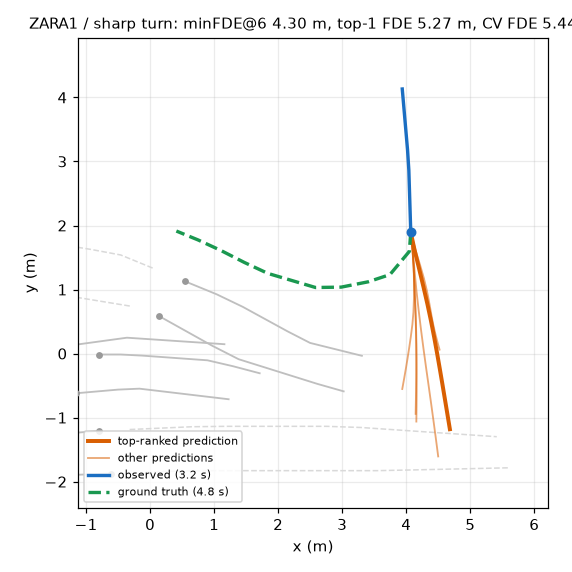 ZARA1 / sharp turn: minFDE@6 4.30 m, top-1 FDE 5.27 m, CV FDE 5.44
4
3
2
1
0
−1
−2
y (m)
top-ranked prediction
other predictions
observed (3.2 s)
ground truth (4.8 s)
−1
0
1
2
3
4
5
6
x (m)